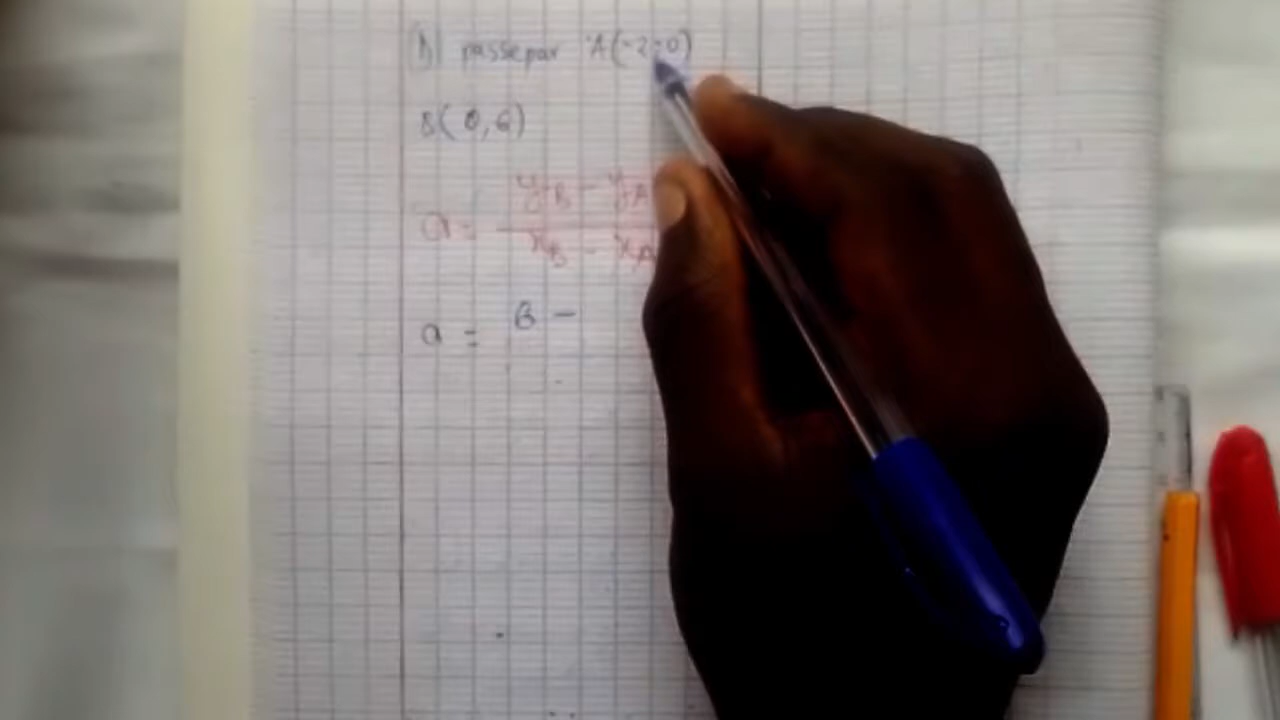 (D) passe par A(-2;0)
B(0,6)
a = yB - yA
xB - xA
a = 6 -